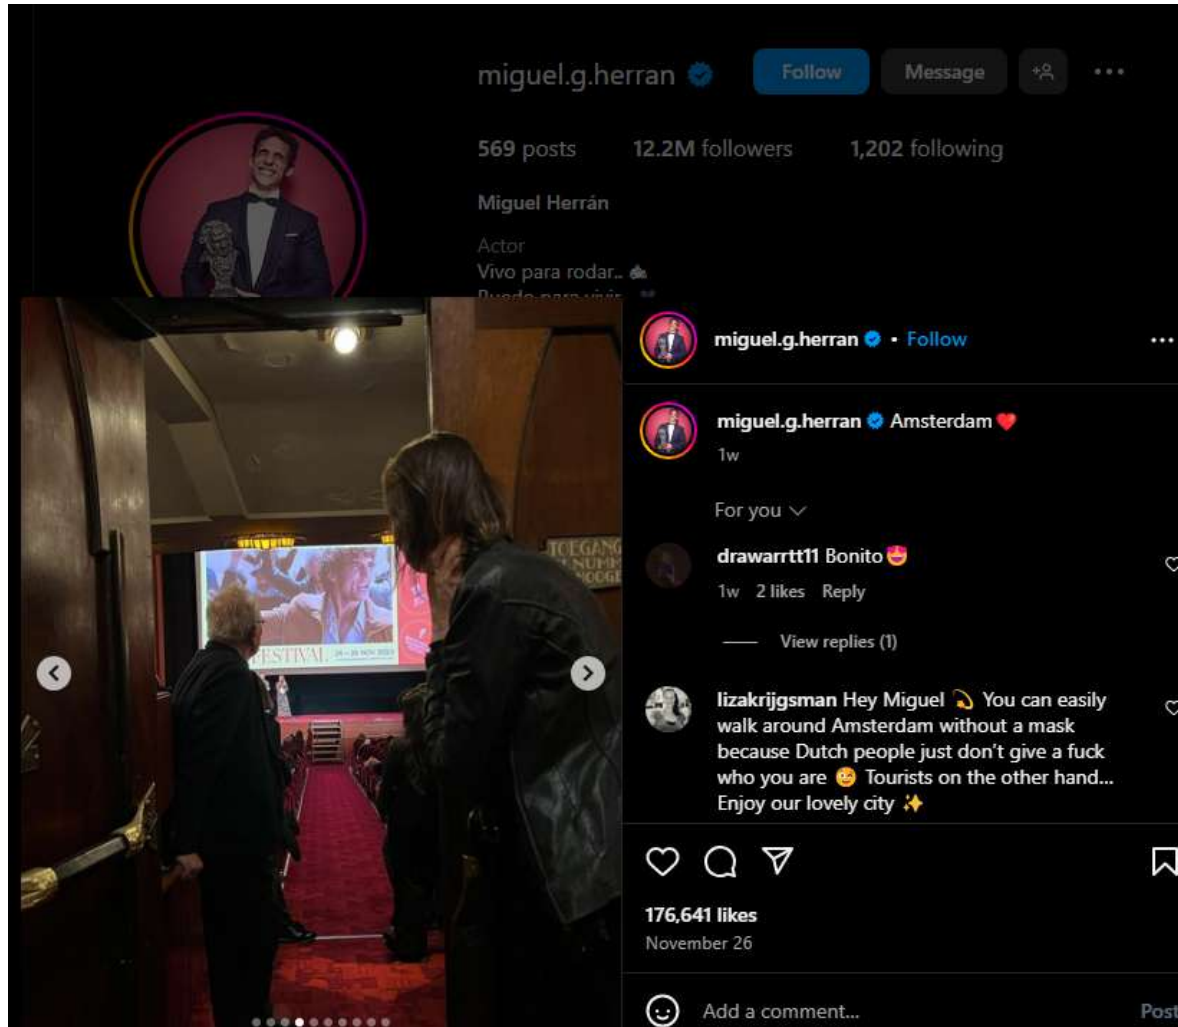 miguel.g.herran
Follow
Message
569 posts 12.2M followers 1,202 following
Miguel Herrán
Actor
Vivo para rodar..
Ruedo para vivir..
miguel.g.herran • Follow
miguel.g.herran Amsterdam❤️
1w
For you
drawarrtt11 Bonito😍
1w 2 likes Reply
View replies (1)
lizakrijgsman Hey Miguel 💫 You can easily
walk around Amsterdam without a mask
because Dutch people just don't give a fuck
who you are 😉 Tourists on the other hand...
Enjoy our lovely city ✨
176,641 likes
November 26
Add a comment...
Post
TOEGANG
NUMM
FESTIVAL